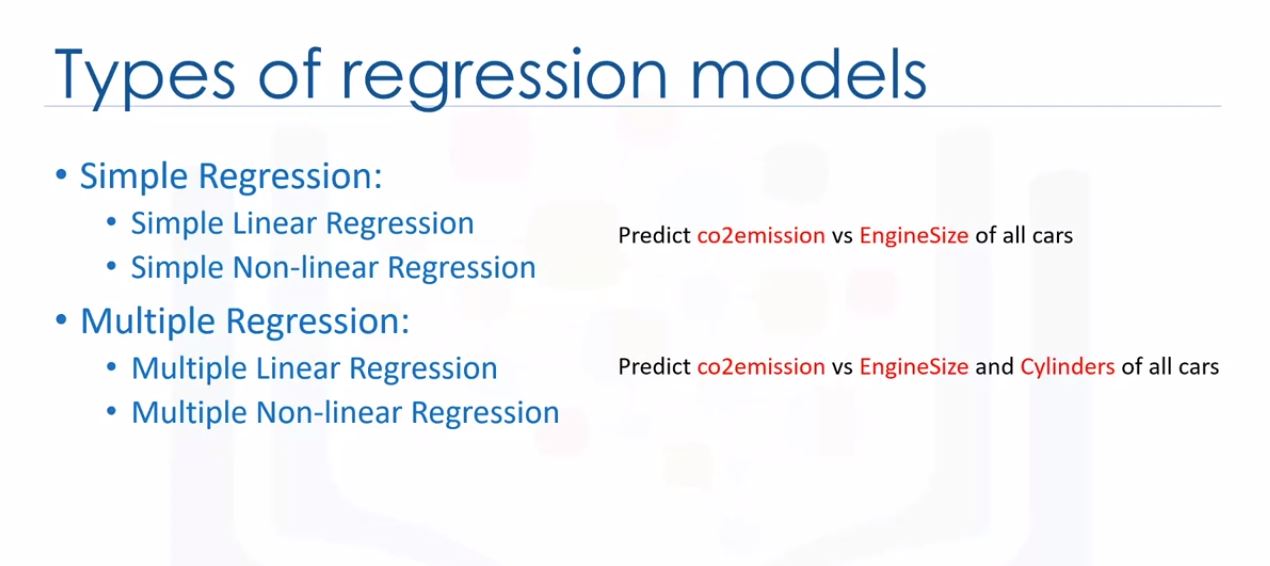 Types of regression models
• Simple Regression:
• Simple Linear Regression
• Simple Non-linear Regression
Predict co2emission vs EngineSize of all cars
• Multiple Regression:
• Multiple Linear Regression
• Multiple Non-linear Regression
Predict co2emission vs EngineSize and Cylinders of all cars